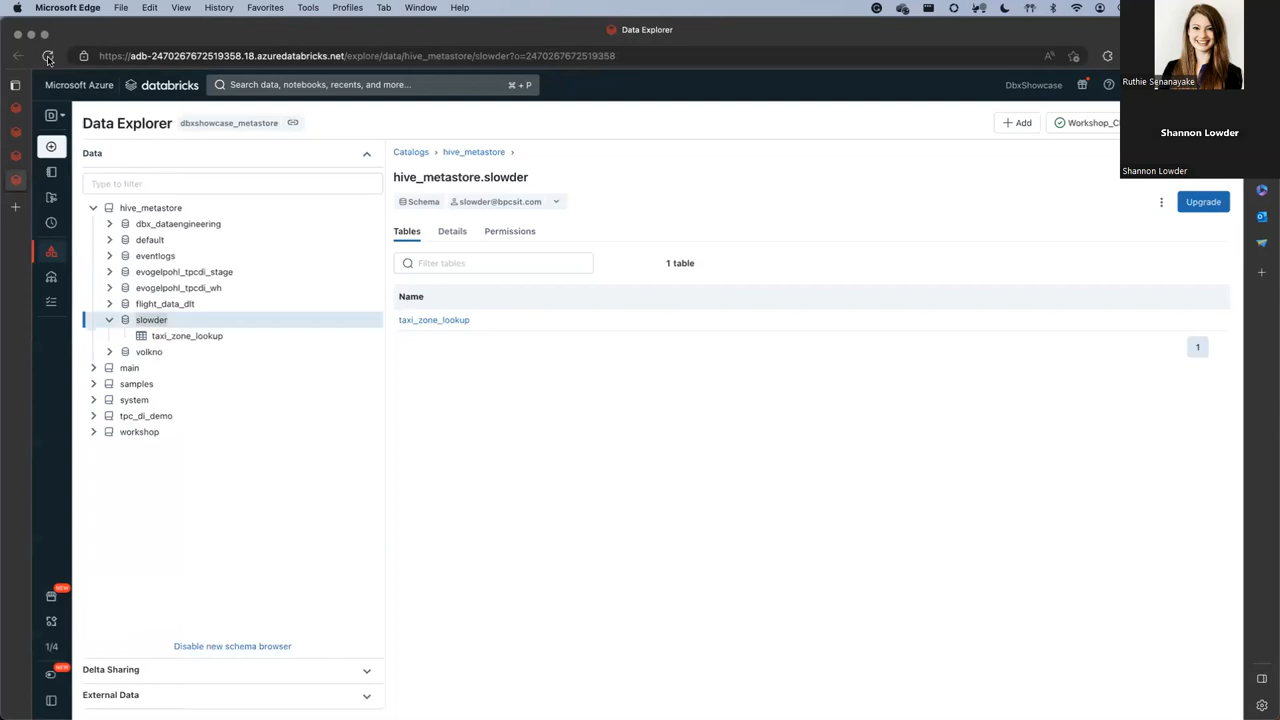 Microsoft Edge File Edit View History Favorites Tools Profiles Tab Window Help
Data Explorer
https://adb-2470267672519358.18.azuredatabricks.net/explore/data/hive_metastore/slowder?o=2470267672519358
Ruthie Senanayake
Microsoft Azure databricks Search data, notebooks, recents, and more... ⌘ + P DbxShowcase
Data Explorer dbxshowcase_metastore + Add Workshop_Cl
Shannon Lowder
Shannon Lowder
Data
Type to filter
hive_metastore
dbx_dataengineering
default
eventlogs
evogelpohl_tpcdi_stage
evogelpohl_tpcdi_wh
flight_data_dlt
slowder
taxi_zone_lookup
volkno
main
samples
system
tpc_di_demo
workshop
Disable new schema browser
Delta Sharing
External Data
Catalogs › hive_metastore ›
hive_metastore.slowder
Schema slowder@bpcsit.com
Upgrade
Tables Details Permissions
Filter tables 1 table
Name
taxi_zone_lookup
1
D
NEW
1/4
NEW